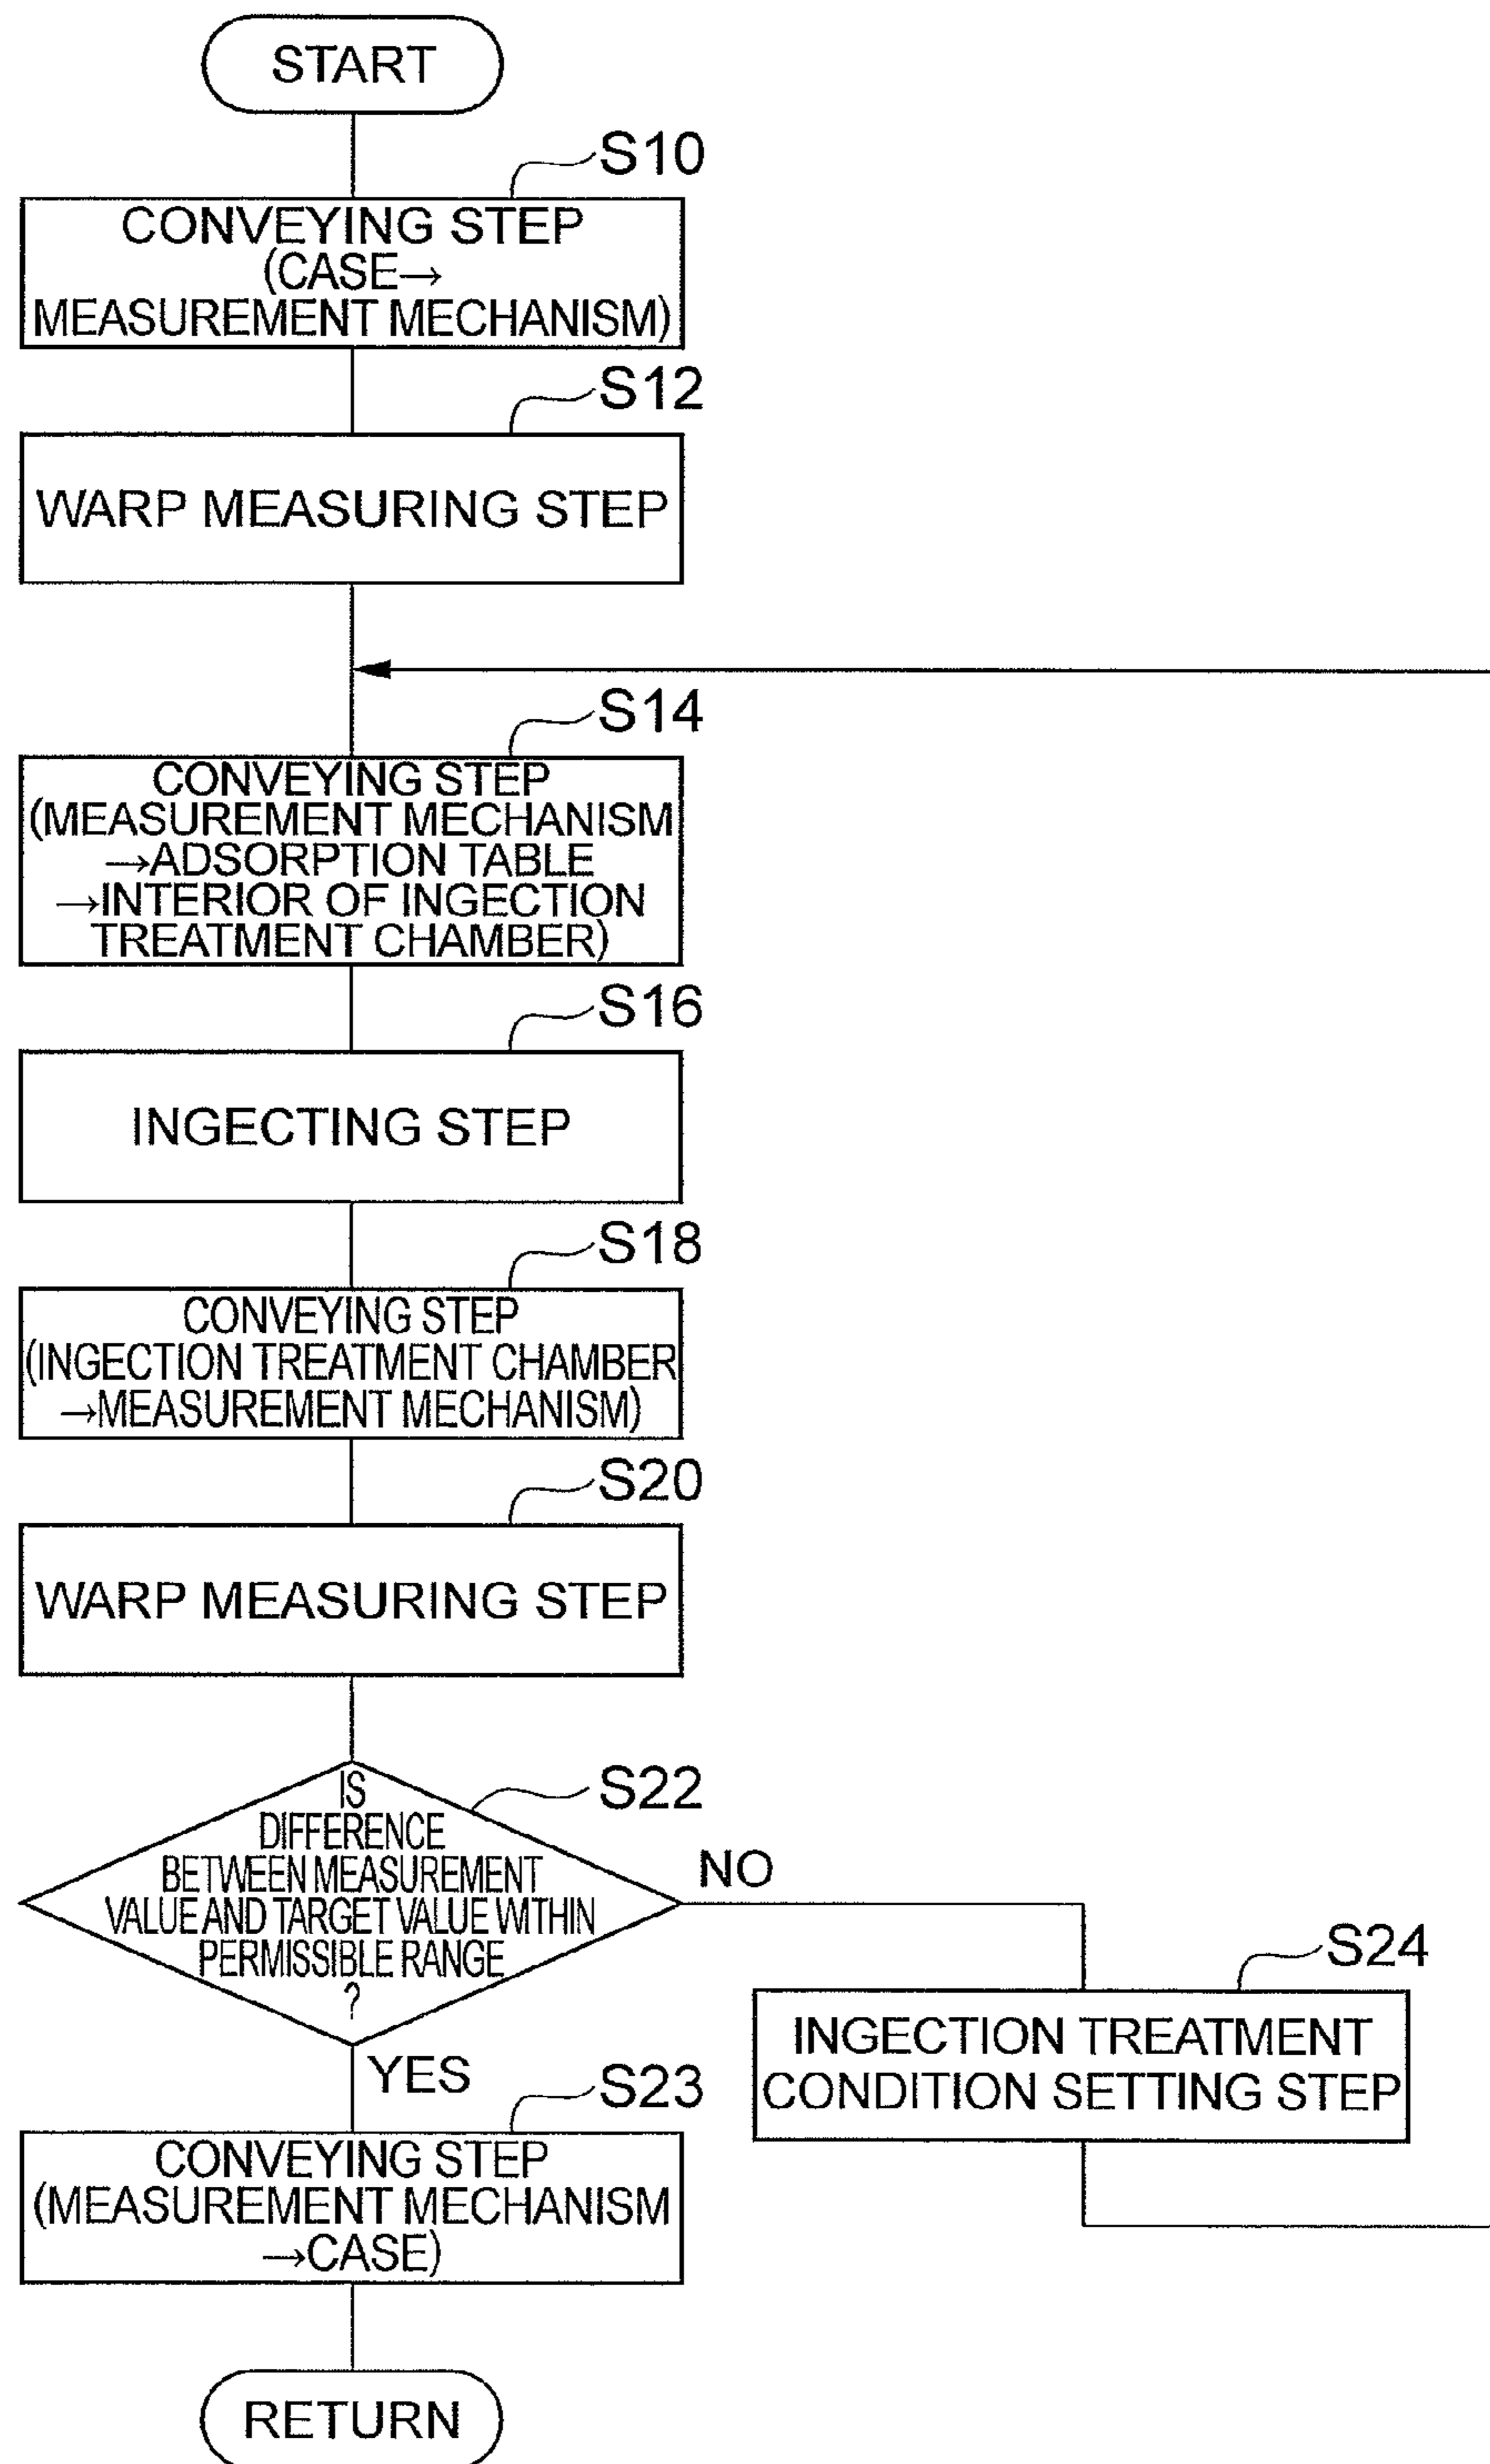 START
S10
CONVEYING STEP
(CASE→
MEASUREMENT MECHANISM)
S12
WARP MEASURING STEP
S14
CONVEYING STEP
(MEASUREMENT MECHANISM
→ADSORPTION TABLE
→INTERIOR OF INGECTION
TREATMENT CHAMBER)
S16
INGECTING STEP
S18
CONVEYING STEP
(INGECTION TREATMENT CHAMBER
→MEASUREMENT MECHANISM)
S20
WARP MEASURING STEP
S22
IS
DIFFERENCE
BETWEEN MEASUREMENT
VALUE AND TARGET VALUE WITHIN
PERMISSIBLE RANGE
?
NO
S24
INGECTION TREATMENT
CONDITION SETTING STEP
YES
S23
CONVEYING STEP
(MEASUREMENT MECHANISM
→CASE)
RETURN